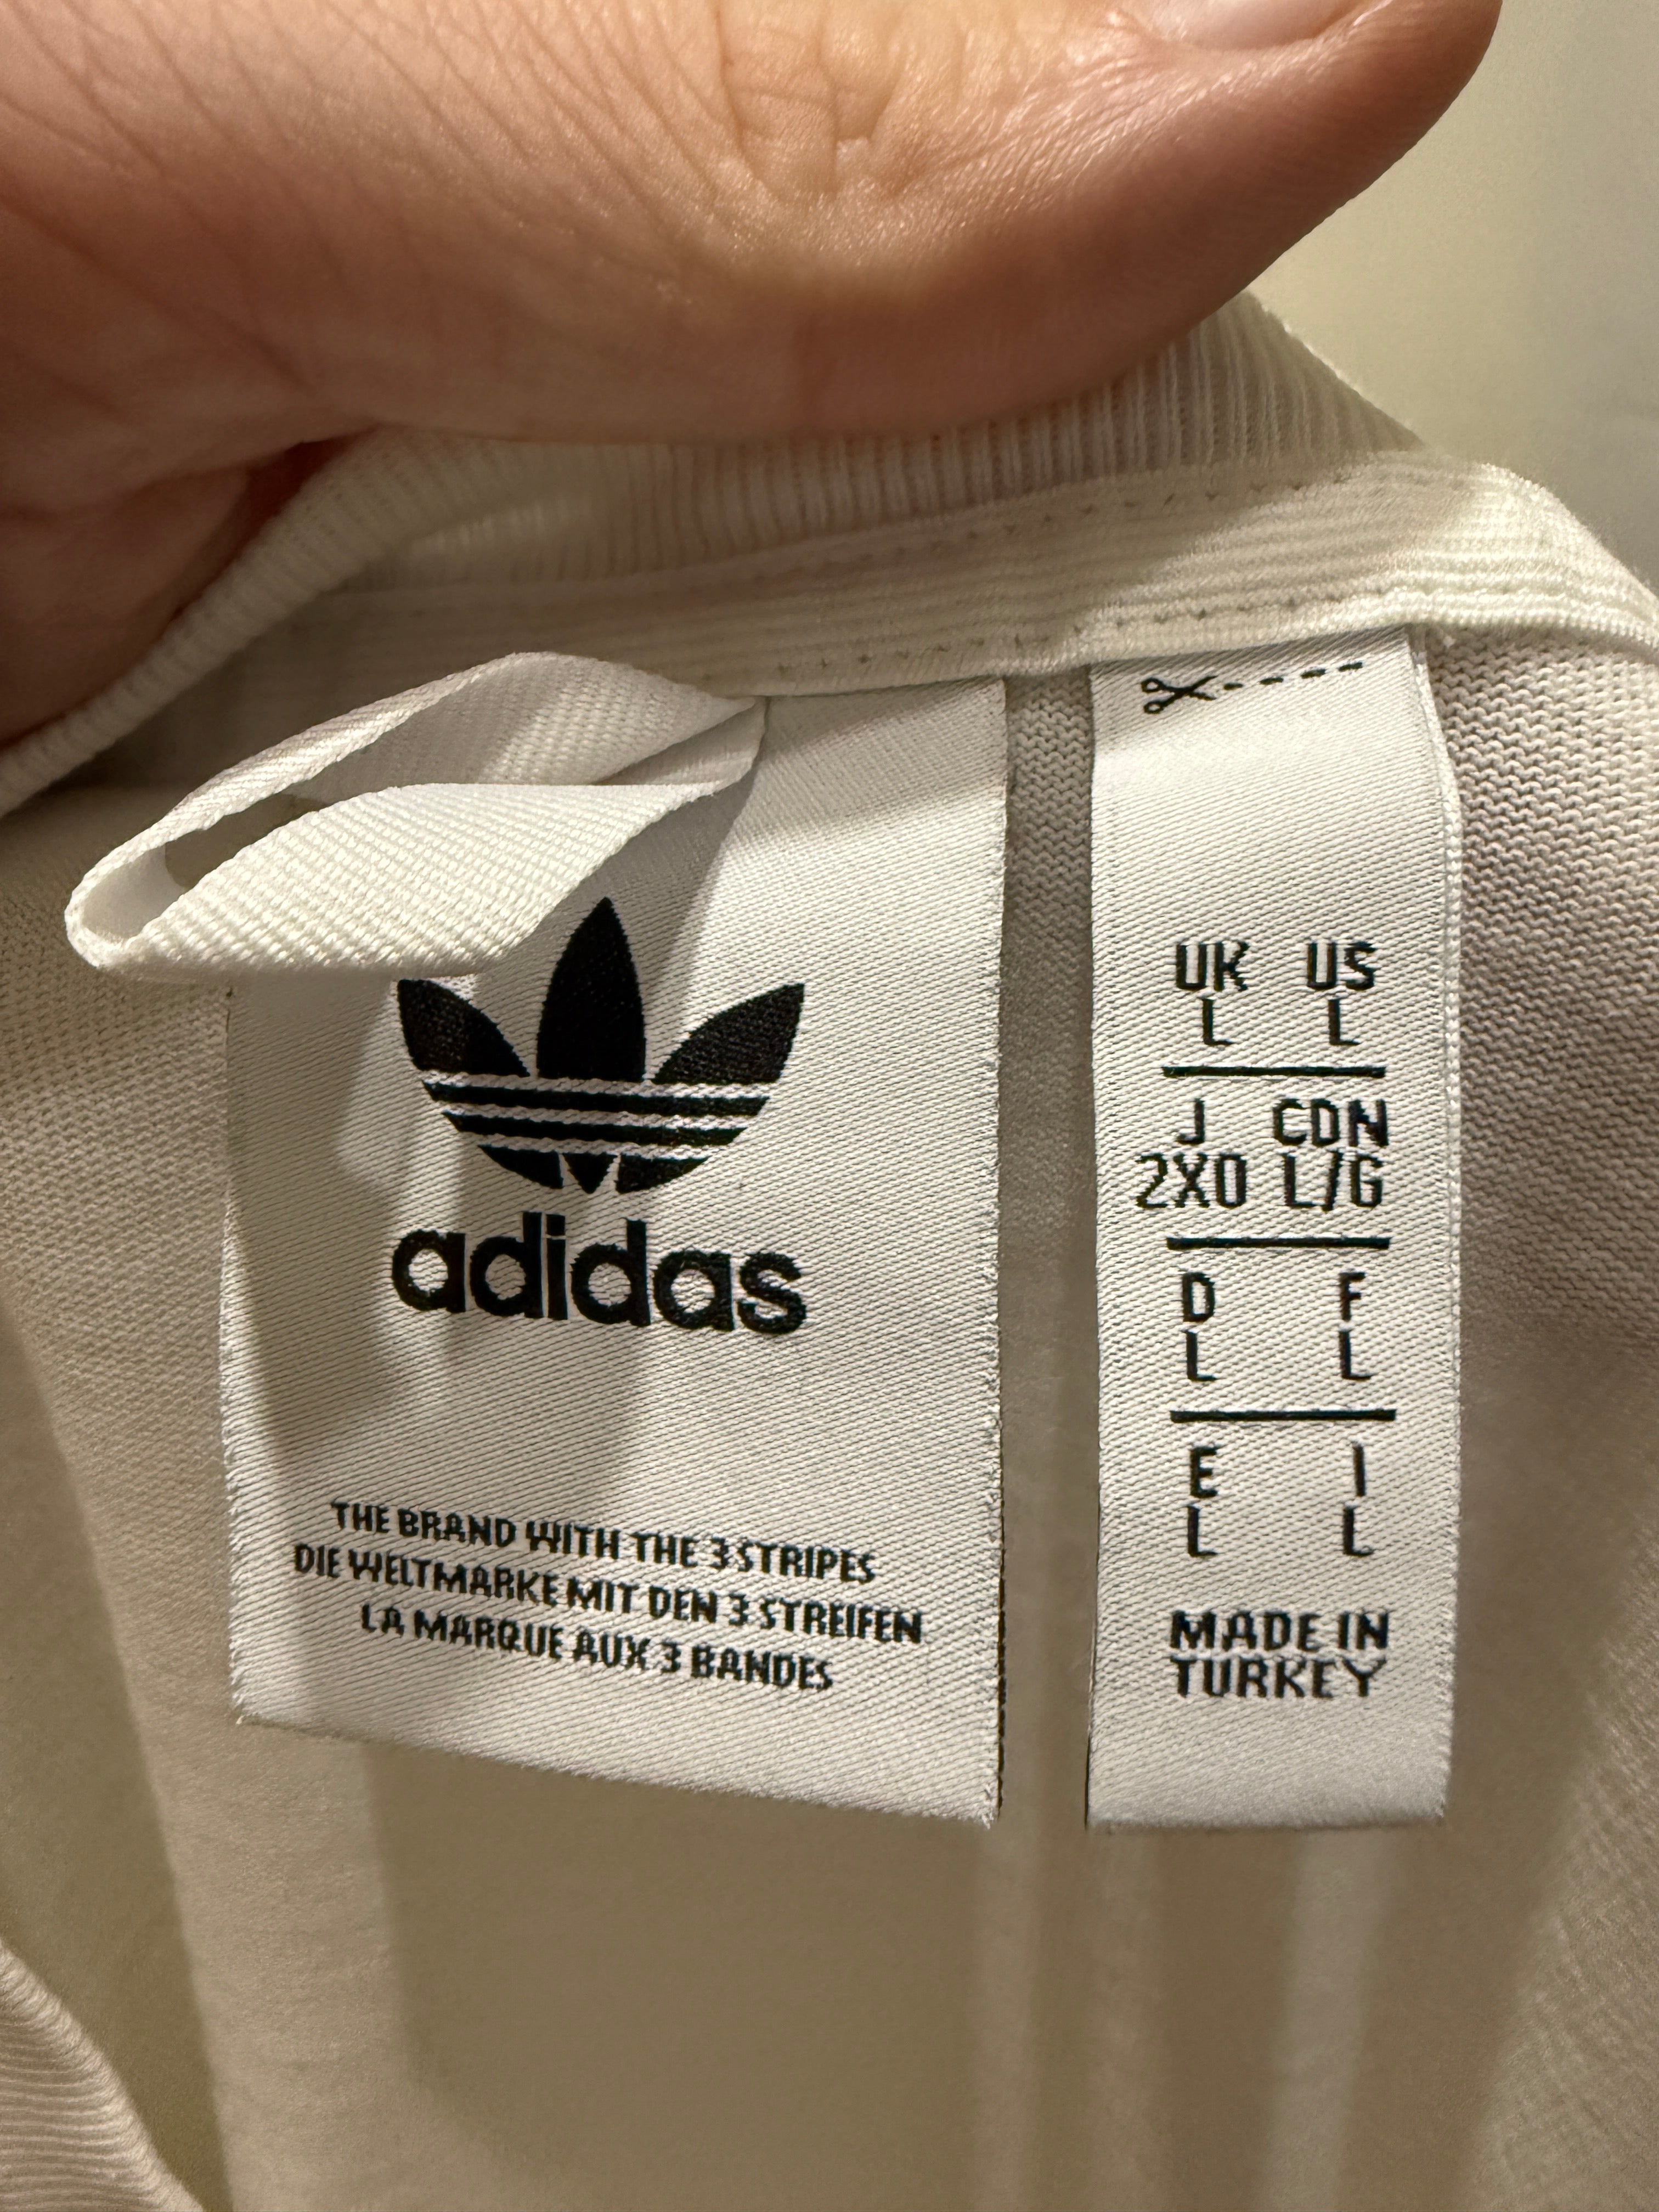 adidas
THE BRAND WITH THE 3 STRIPES
DIE WELTMARKE MIT DEN 3 STREIFEN
LA MARQUE AUX 3 BANDES
UK US
L L
J CDN
2XO L/G
D F
L L
E I
L L
MADE IN
TURKEY